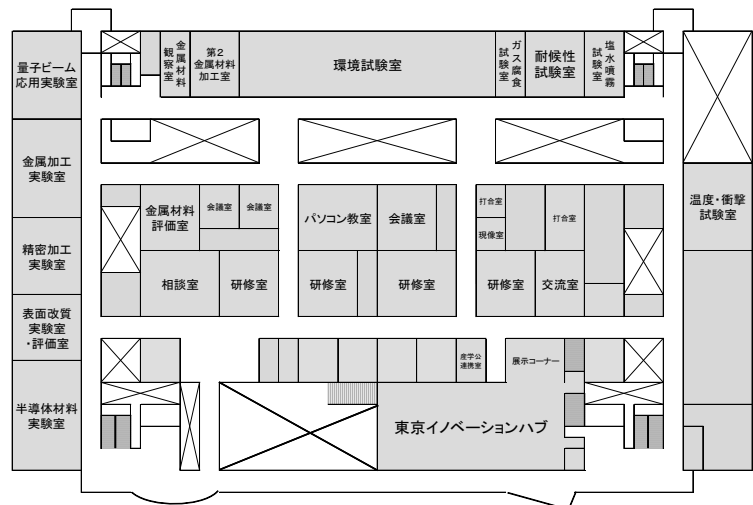 量子ビーム
応用実験室
金属材料
観察室
第2
金属材料
加工室
環境試験室
ガス腐食
試験室
耐候性
試験室
塩水噴霧
試験室
金属加工
実験室
温度・衝撃
試験室
金属材料
評価室
会議室
会議室
パソコン教室
会議室
打合室
現像室
打合室
精密加工
実験室
相談室
研修室
研修室
研修室
研修室
交流室
表面改質
実験室
・評価室
産学公
連携室
展示コーナー
半導体材料
実験室
東京イノベーションハブ